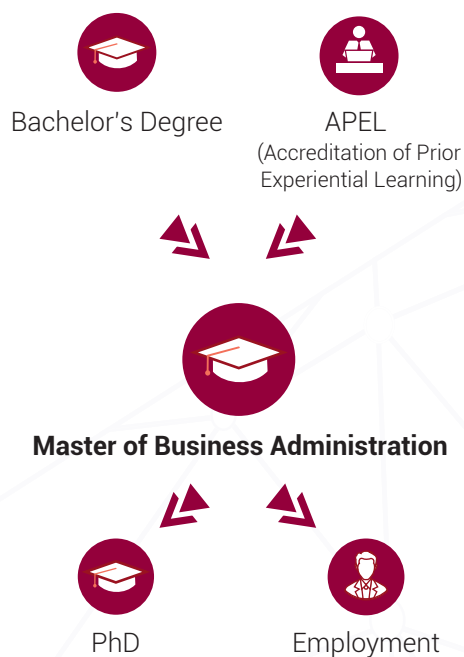 Bachelor's Degree
APEL
(Accreditation of Prior
Experiential Learning)
Master of Business Administration
PhD
Employment